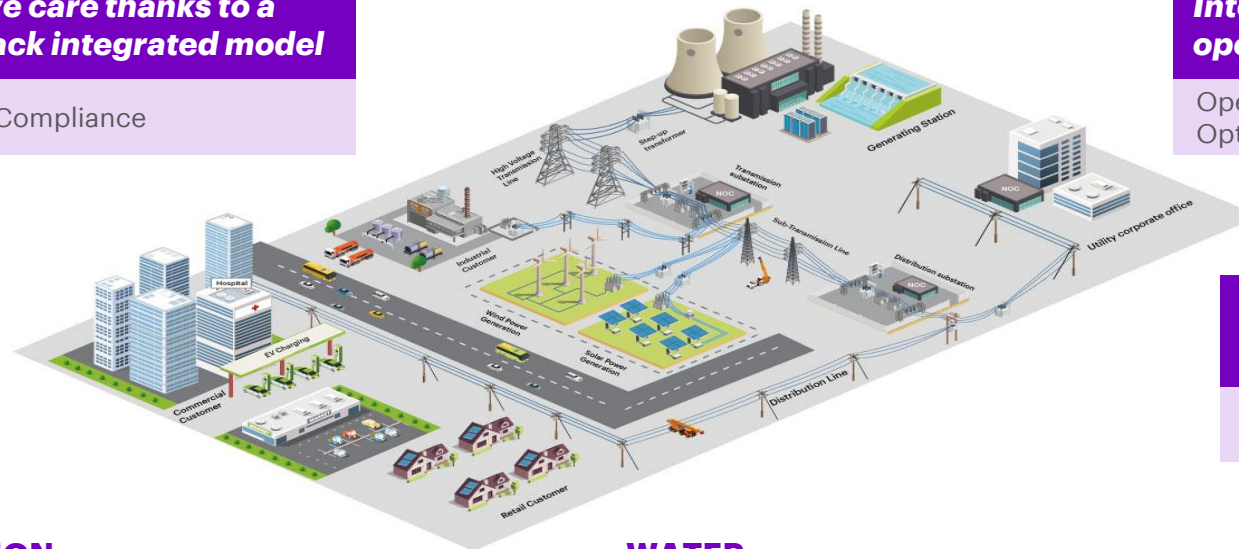 ve care thanks to a
ack integrated model
Compliance
Inte
ope
Ope
Opt
Generating Station
Step-up
transformer
High Voltage
Transmission
Line
Transmission
substation
NOC
NOC
Utility corporate office
Industrial
Customer
Sub-Transmission Line
Distribution substation
NOC
Hospital
Wind Power
Generation
Solar Power
Generation
EV Charging
Commercial
Customer
Distribution Line
Retail Customer
ION
WATER